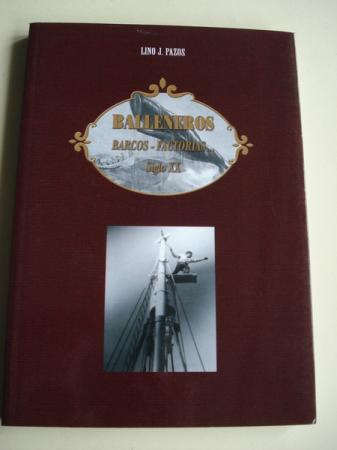 LINO J. PAZOS
BALLENEROS
BARCOS - FACTORIAS...
Siglo XX